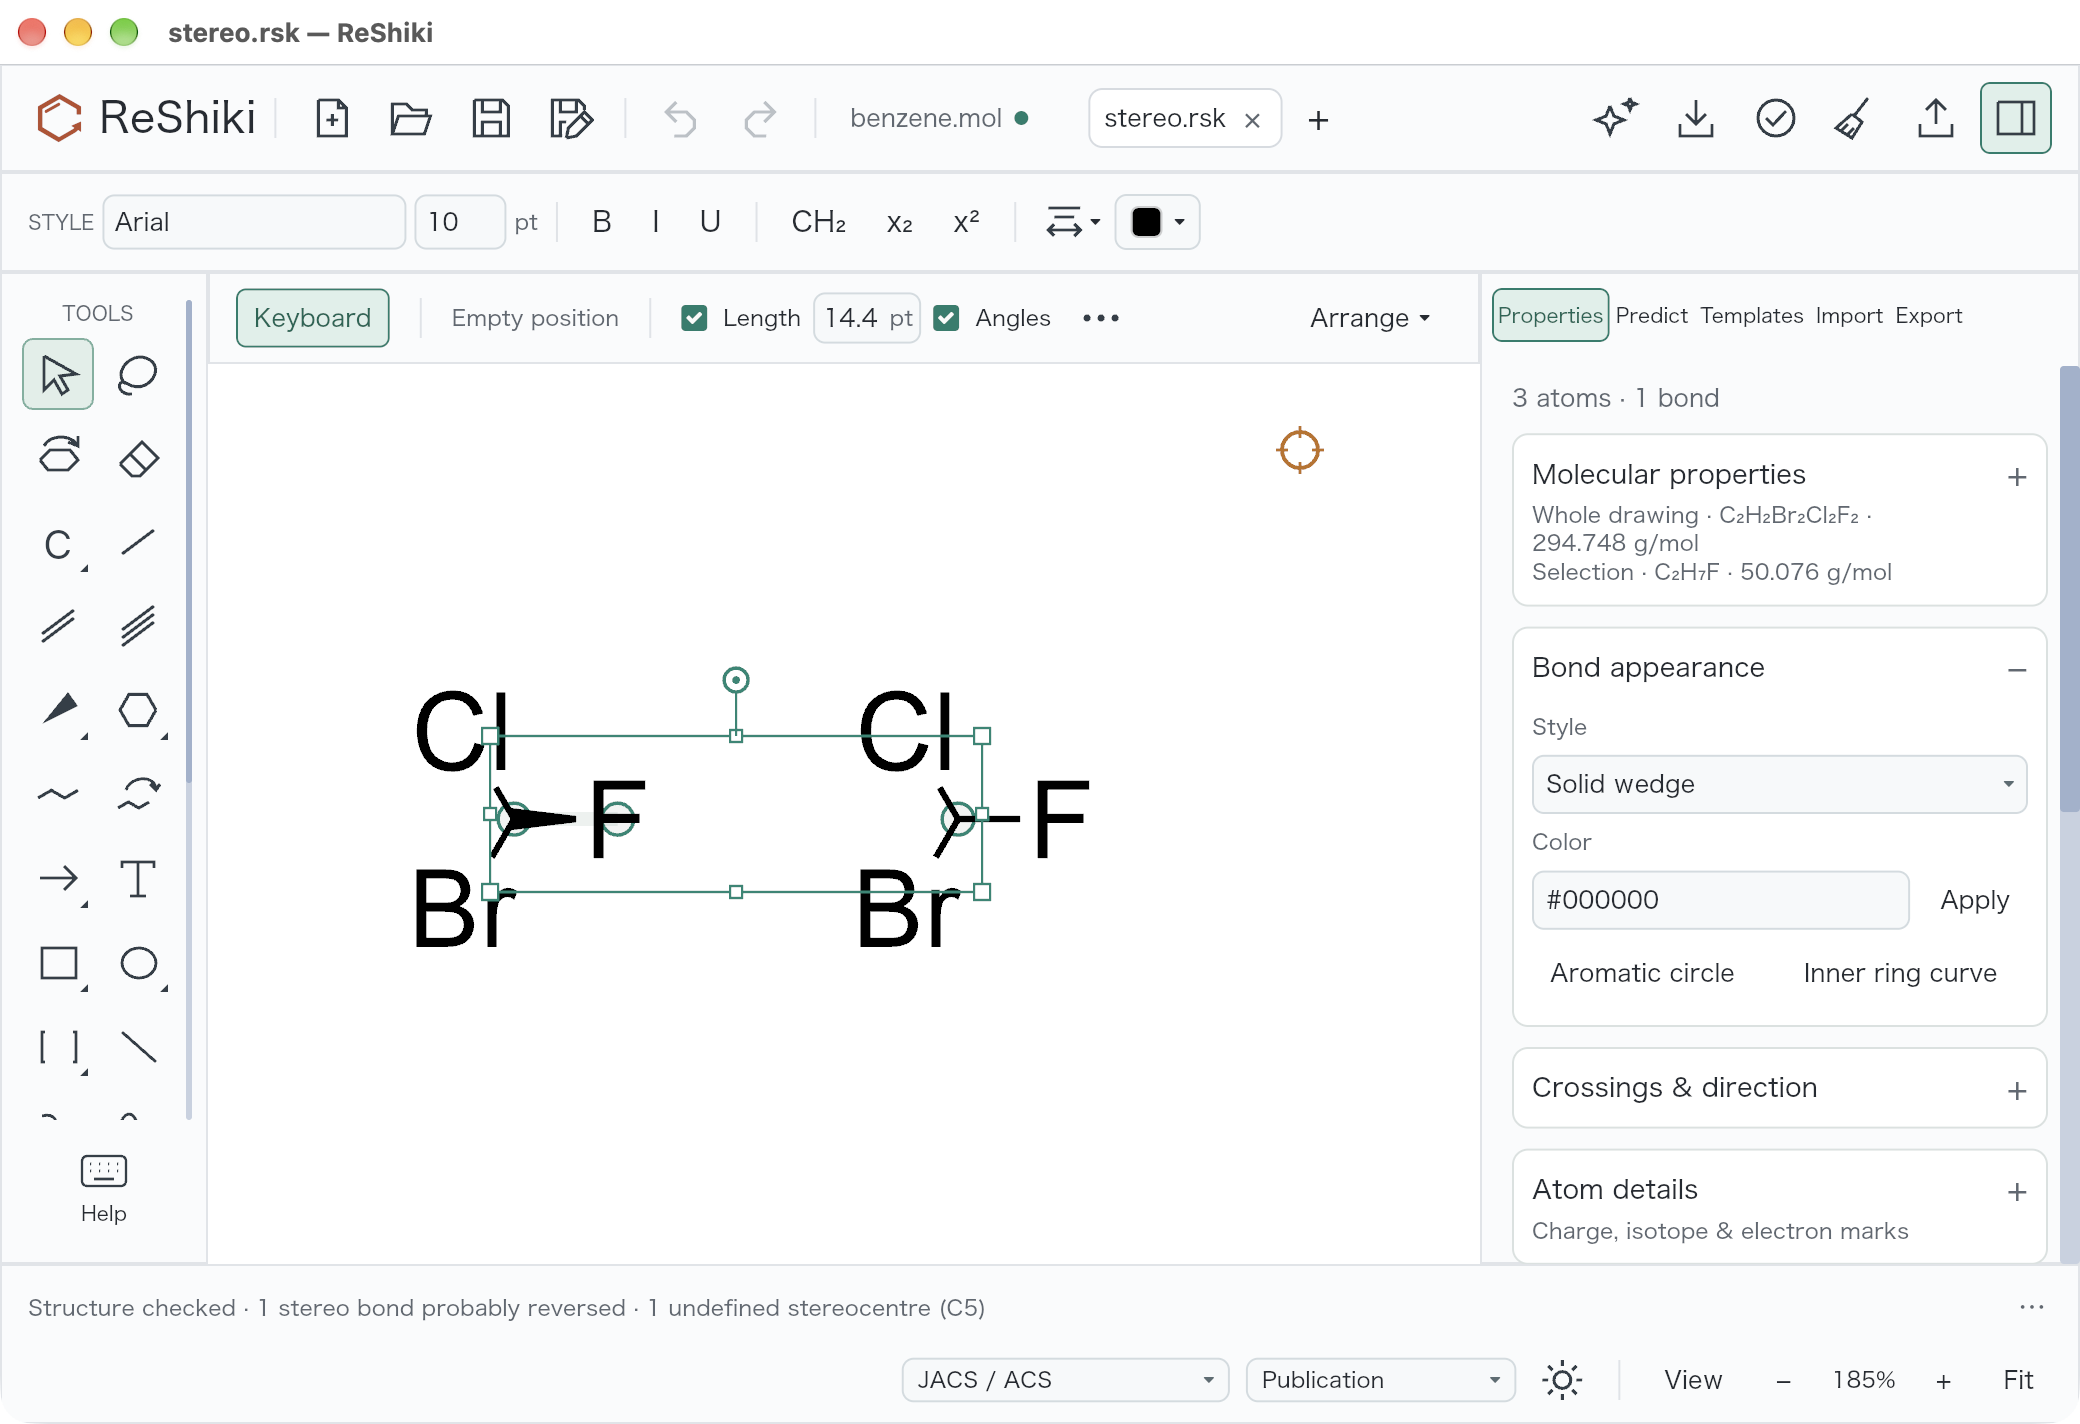 stereo.rsk — ReShiki
ReShiki
benzene.mol
stereo.rsk ×
+
STYLE Arial 10 pt B I U CH₂ x₂ x²
TOOLS
Keyboard Empty position Length 14.4 pt Angles ••• Arrange
Properties Predict Templates Import Export
C
T
[ ]
Help
Cl
F
Br
Cl
F
Br
3 atoms · 1 bond
Molecular properties +
Whole drawing · C₂H₂Br₂Cl₂F₂ ·
294.748 g/mol
Selection · C₂H₇F · 50.076 g/mol
Bond appearance −
Style
Solid wedge
Color
#000000 Apply
Aromatic circle Inner ring curve
Crossings & direction +
Atom details +
Charge, isotope & electron marks
Structure checked · 1 stereo bond probably reversed · 1 undefined stereocentre (C5) ···
JACS / ACS Publication View − 185% + Fit